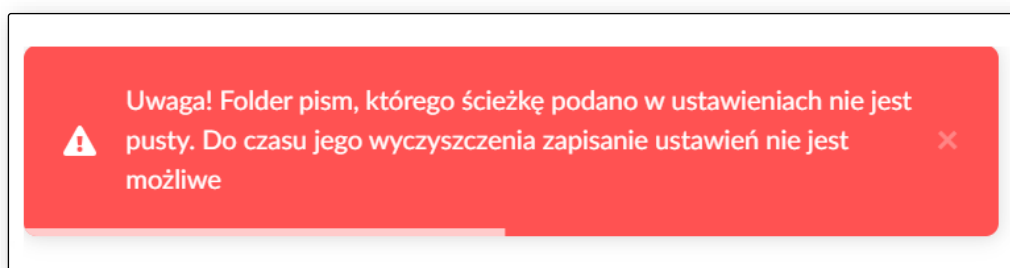 Uwaga! Folder pism, którego ścieżkę podano w ustawieniach nie jest
pusty. Do czasu jego wyczyszczenia zapisanie ustawień nie jest
możliwe